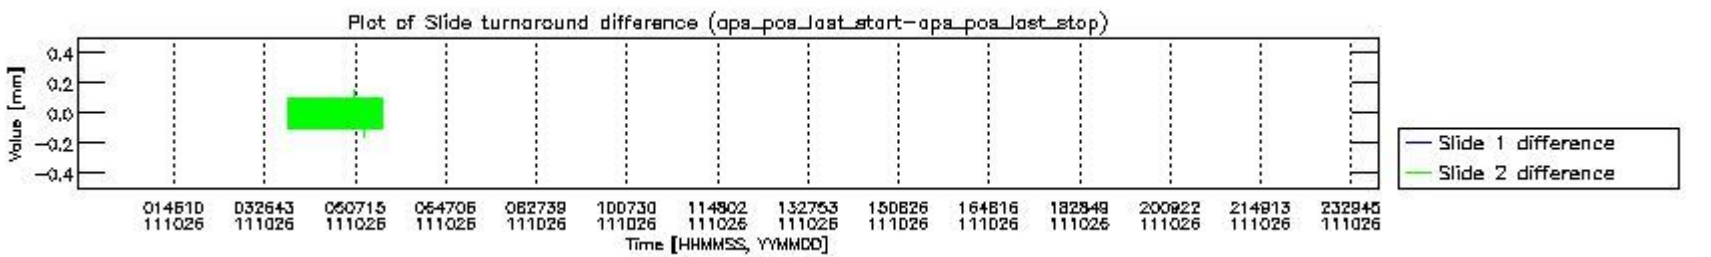 Plot of Slide turnaround difference (aps_pos_last_start-aps_pos_last_stop)
0.4
0.2
0.0
-0.2
-0.4
Value [mm]
Slide 1 difference
Slide 2 difference
014610 032643 050715 064706 082739 100730 114802 132753 150826 164816 182849 200922 214913 232945
111026 111026 111026 111026 111026 111026 111026 111026 111026 111026 111026 111026 111026 111026
Time [HHMMSS, YYMMDD]